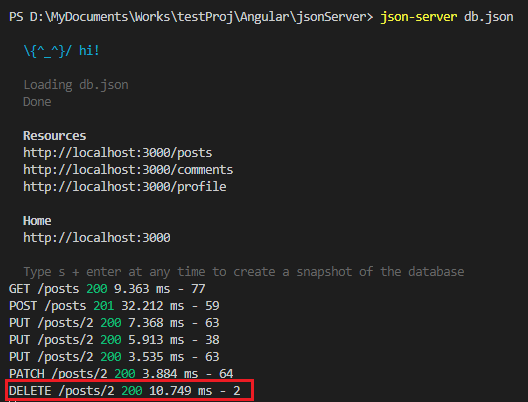 PS D:\MyDocuments\Works\testProj\Angular\jsonServer> json-server db.json
\{^_^}/ hi!
Loading db.json
Done
Resources
http://localhost:3000/posts
http://localhost:3000/comments
http://localhost:3000/profile
Home
http://localhost:3000
Type s + enter at any time to create a snapshot of the database
GET /posts 200 9.363 ms - 77
POST /posts 201 32.212 ms - 59
PUT /posts/2 200 7.368 ms - 63
PUT /posts/2 200 5.913 ms - 38
PUT /posts/2 200 3.535 ms - 63
PATCH /posts/2 200 3.884 ms - 64
DELETE /posts/2 200 10.749 ms - 2